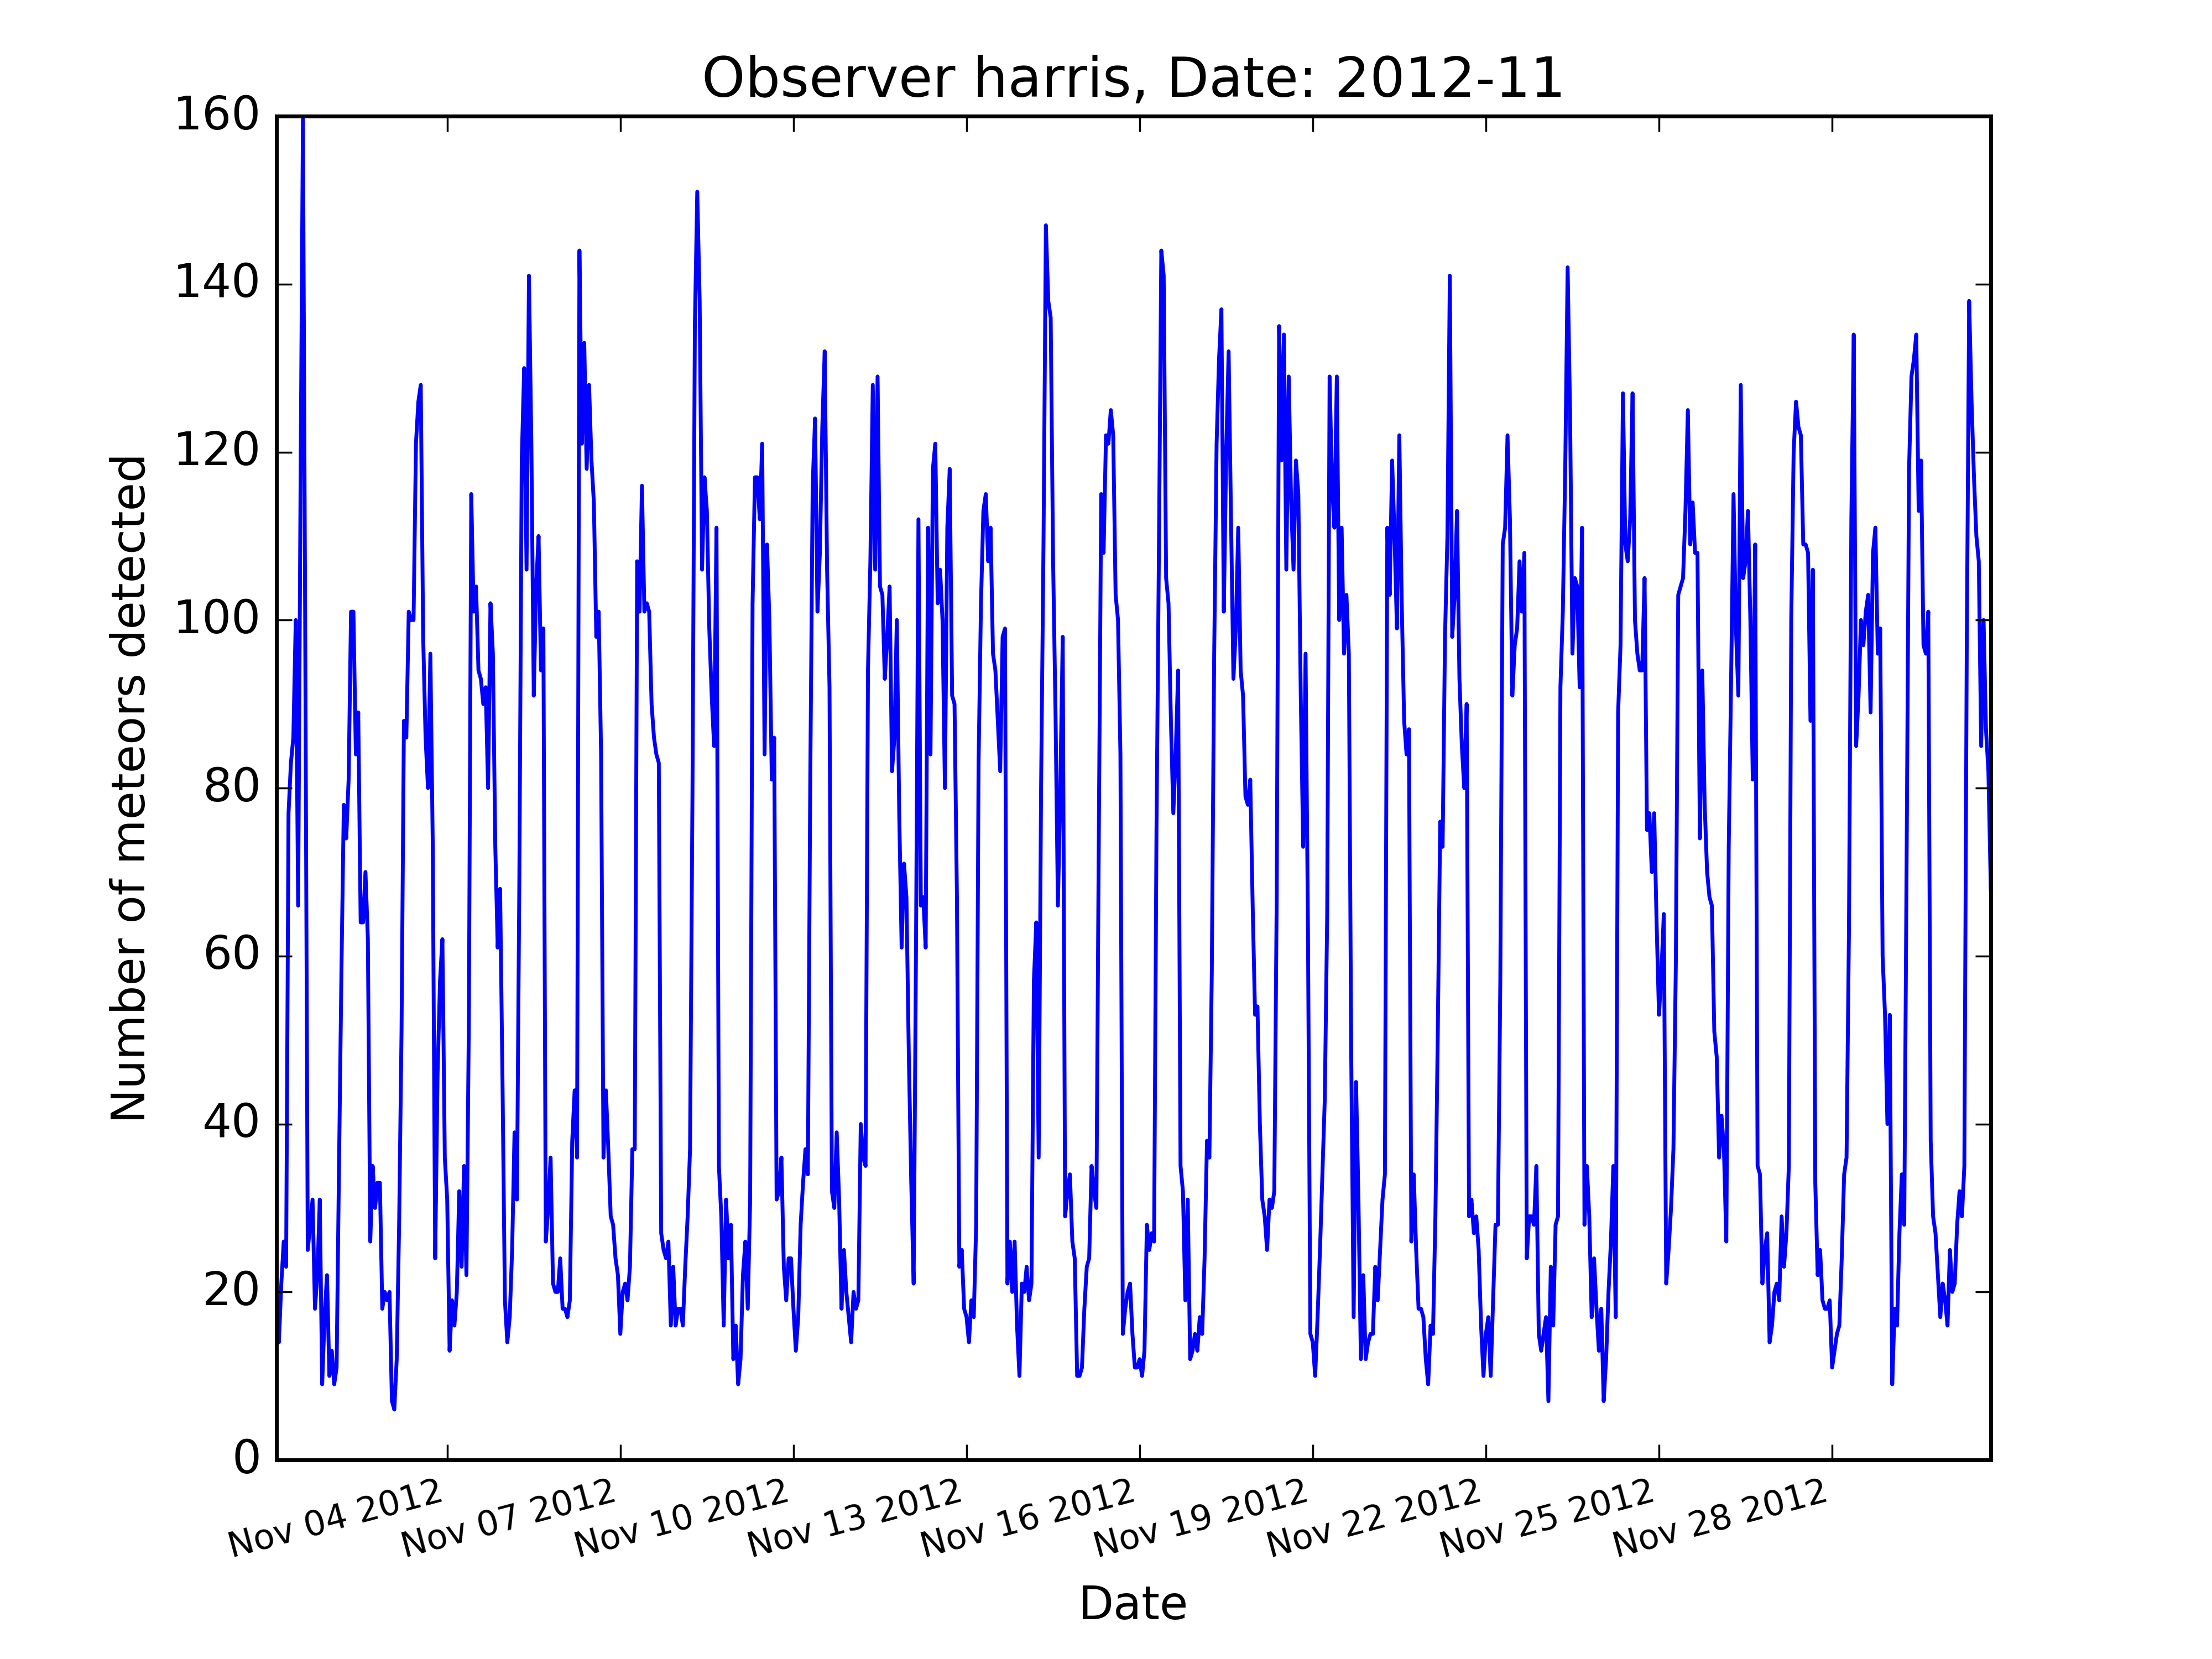 Observer harris, Date: 2012-11
Number of meteors detected
160
140
120
100
80
60
40
20
0
Nov 04 2012
Nov 07 2012
Nov 10 2012
Nov 13 2012
Nov 16 2012
Nov 19 2012
Nov 22 2012
Nov 25 2012
Nov 28 2012
Date